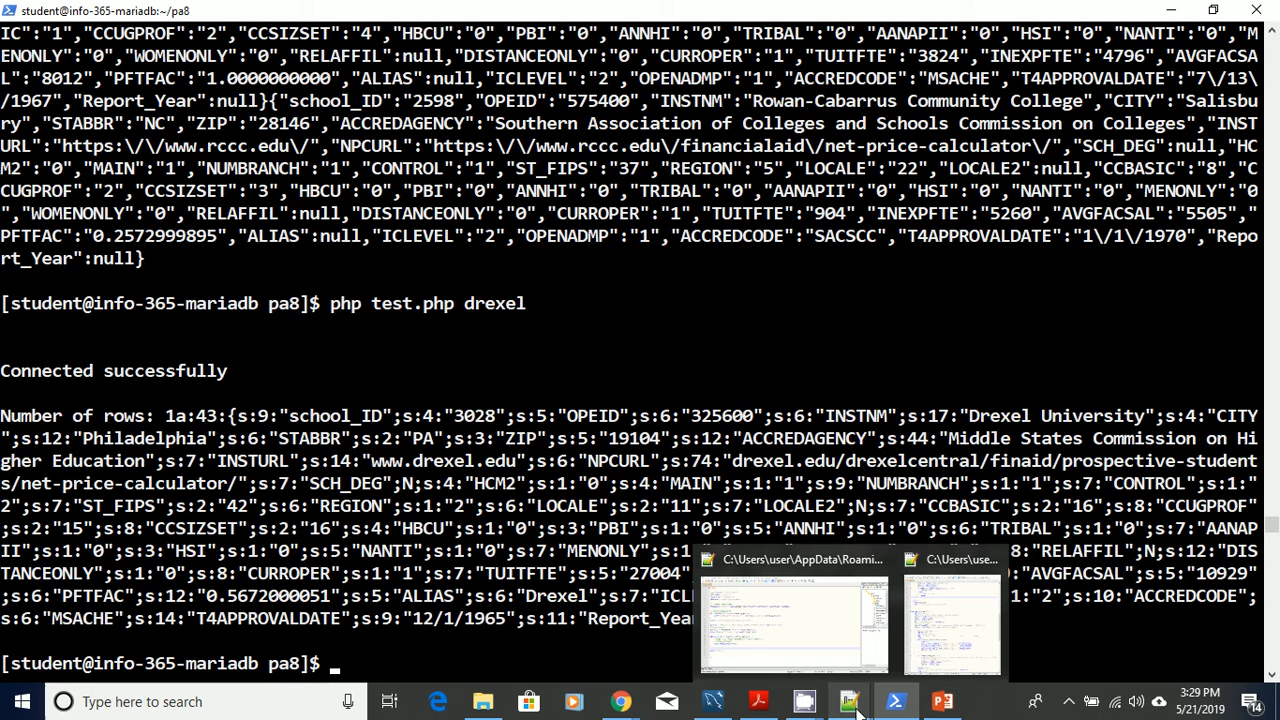 student@info-365-mariadb:~/pa8
IC":"1","CCUGPROF":"2","CCSIZSET":"4","HBCU":"0","PBI":"0","ANNHI":"0","TRIBAL":"0","AANAPII":"0","HSI":"0","NANTI":"0","M
ENONLY":"0","WOMENONLY":"0","RELAFFIL":null,"DISTANCEONLY":"0","CURROPER":"1","TUITFTE":"3824","INEXPFTE":"4796","AVGFACSA
L":"8012","PFTFAC":"1.0000000000","ALIAS":null,"ICLEVEL":"2","OPENADMP":"1","ACCREDCODE":"MSACHE","T4APPROVALDATE":"7\/13\
/1967","Report_Year":null}{"school_ID":"2598","OPEID":"575400","INSTNM":"Rowan-Cabarrus Community College","CITY":"Salisbu
ry","STABBR":"NC","ZIP":"28146","ACCREDAGENCY":"Southern Association of Colleges and Schools Commission on Colleges","INST
URL":"https:\/\/www.rccc.edu\/","NPCURL":"https:\/\/www.rccc.edu\/financialaid\/net-price-calculator\/","SCH_DEG":null,"HC
M2":"0","MAIN":"1","NUMBRANCH":"1","CONTROL":"1","ST_FIPS":"37","REGION":"5","LOCALE":"22","LOCALE2":null,"CCBASIC":"8","C
CUGPROF":"2","CCSIZSET":"3","HBCU":"0","PBI":"0","ANNHI":"0","TRIBAL":"0","AANAPII":"0","HSI":"0","NANTI":"0","MENONLY":"0
","WOMENONLY":"0","RELAFFIL":null,"DISTANCEONLY":"0","CURROPER":"1","TUITFTE":"904","INEXPFTE":"5260","AVGFACSAL":"5505","
PFTFAC":"0.2572999895","ALIAS":null,"ICLEVEL":"2","OPENADMP":"1","ACCREDCODE":"SACSCC","T4APPROVALDATE":"1\/1\/1970","Repo
rt_Year":null}
[student@info-365-mariadb pa8]$ php test.php drexel
Connected successfully
Number of rows: 1a:43:{s:9:"school_ID";s:4:"3028";s:5:"OPEID";s:6:"325600";s:6:"INSTNM";s:17:"Drexel University";s:4:"CITY
";s:12:"Philadelphia";s:6:"STABBR";s:2:"PA";s:3:"ZIP";s:5:"19104";s:12:"ACCREDAGENCY";s:44:"Middle States Commission on Hi
gher Education";s:7:"INSTURL";s:14:"www.drexel.edu";s:6:"NPCURL";s:74:"drexel.edu/drexelcentral/finaid/prospective-student
s/net-price-calculator/";s:7:"SCH_DEG";N;s:4:"HCM2";s:1:"0";s:4:"MAIN";s:1:"1";s:9:"NUMBRANCH";s:1:"1";s:7:"CONTROL";s:1:"
2";s:7:"ST_FIPS";s:2:"42";s:6:"REGION";s:1:"2";s:6:"LOCALE";s:2:"11";s:7:"LOCALE2";N;s:7:"CCBASIC";s:2:"16";s:8:"CCUGPROF"
;s:2:"15";s:8:"CCSIZSET";s:2:"16";s:4:"HBCU";s:1:"0";s:3:"PBI";s:1:"0";s:5:"ANNHI";s:1:"0";s:6:"TRIBAL";s:1:"0";s:7:"AANAP
II";s:1:"0";s:3:"HSI";s:1:"0";s:5:"NANTI";s:1:"0";s:7:"MENONLY";s:1: 8:"RELAFFIL";N;s:12:"DIS
TANCEONLY";s:1:"0";s:8:"CURROPER";s:1:"1";s:7:"TUITFTE";s:5:"27004" :"AVGFACSAL";s:5:"10929"
;s:6:"PFTFAC";s:12:"0.5720000051";s:5:"ALIAS";s:6:"Drexel";s:7:"ICL 1:"2";s:10:"ACCREDCODE";
s:6:"MSACHE";s:14:"T4APPROVALDATE";s:9:"12/1/1965";s:11:"Report_Yea
C:\Users\user\AppData\Roami... C:\Users\use...
[student@info-365-mariadb pa8]$
Type here to search
3:29 PM
5/21/2019
14